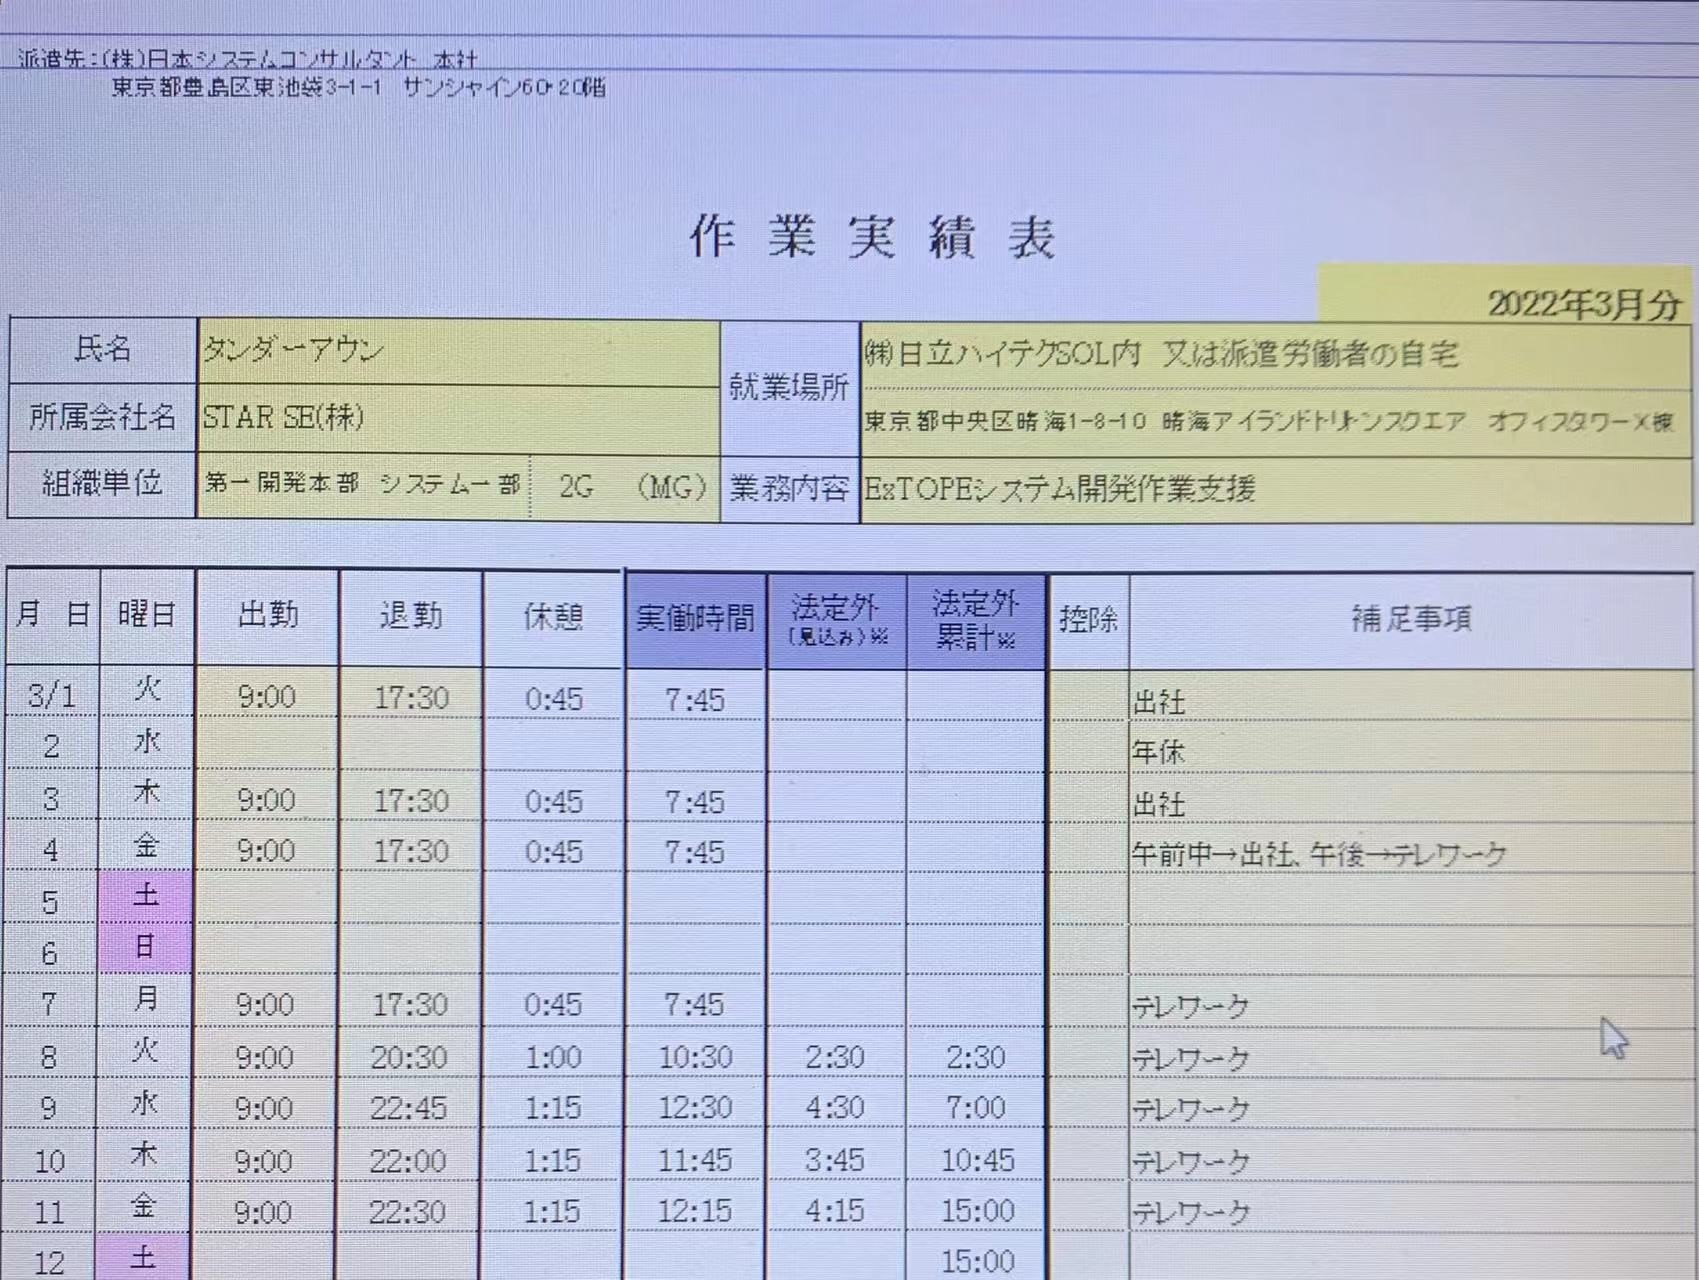 派遣先：(株)日本システムコンサルタント 本社
東京都豊島区東池袋3-1-1 サンシャイン60・20階
作業実績表
2022年3月分
氏名 タンダーアウン 就業場所 ㈱日立ハイテクSOL内 又は派遣労働者の自宅
所属会社名 STAR SE(株) 東京都中央区晴海1-8-10 晴海アイランドトリトンスクエア オフィスタワーX棟
組織単位 第一開発本部 システム一部 2G (MG) 業務内容 ExTOPEシステム開発作業支援
月 日 曜日 出勤 退勤 休憩 実働時間 法定外(見込み)※ 法定外累計※ 控除 補足事項
3/1 火 9:00 17:30 0:45 7:45 出社
2 水 年休
3 木 9:00 17:30 0:45 7:45 出社
4 金 9:00 17:30 0:45 7:45 午前中→出社、午後→テレワーク
5 土
6 日
7 月 9:00 17:30 0:45 7:45 テレワーク
8 火 9:00 20:30 1:00 10:30 2:30 2:30 テレワーク
9 水 9:00 22:45 1:15 12:30 4:30 7:00 テレワーク
10 木 9:00 22:00 1:15 11:45 3:45 10:45 テレワーク
11 金 9:00 22:30 1:15 12:15 4:15 15:00 テレワーク
12 土 15:00